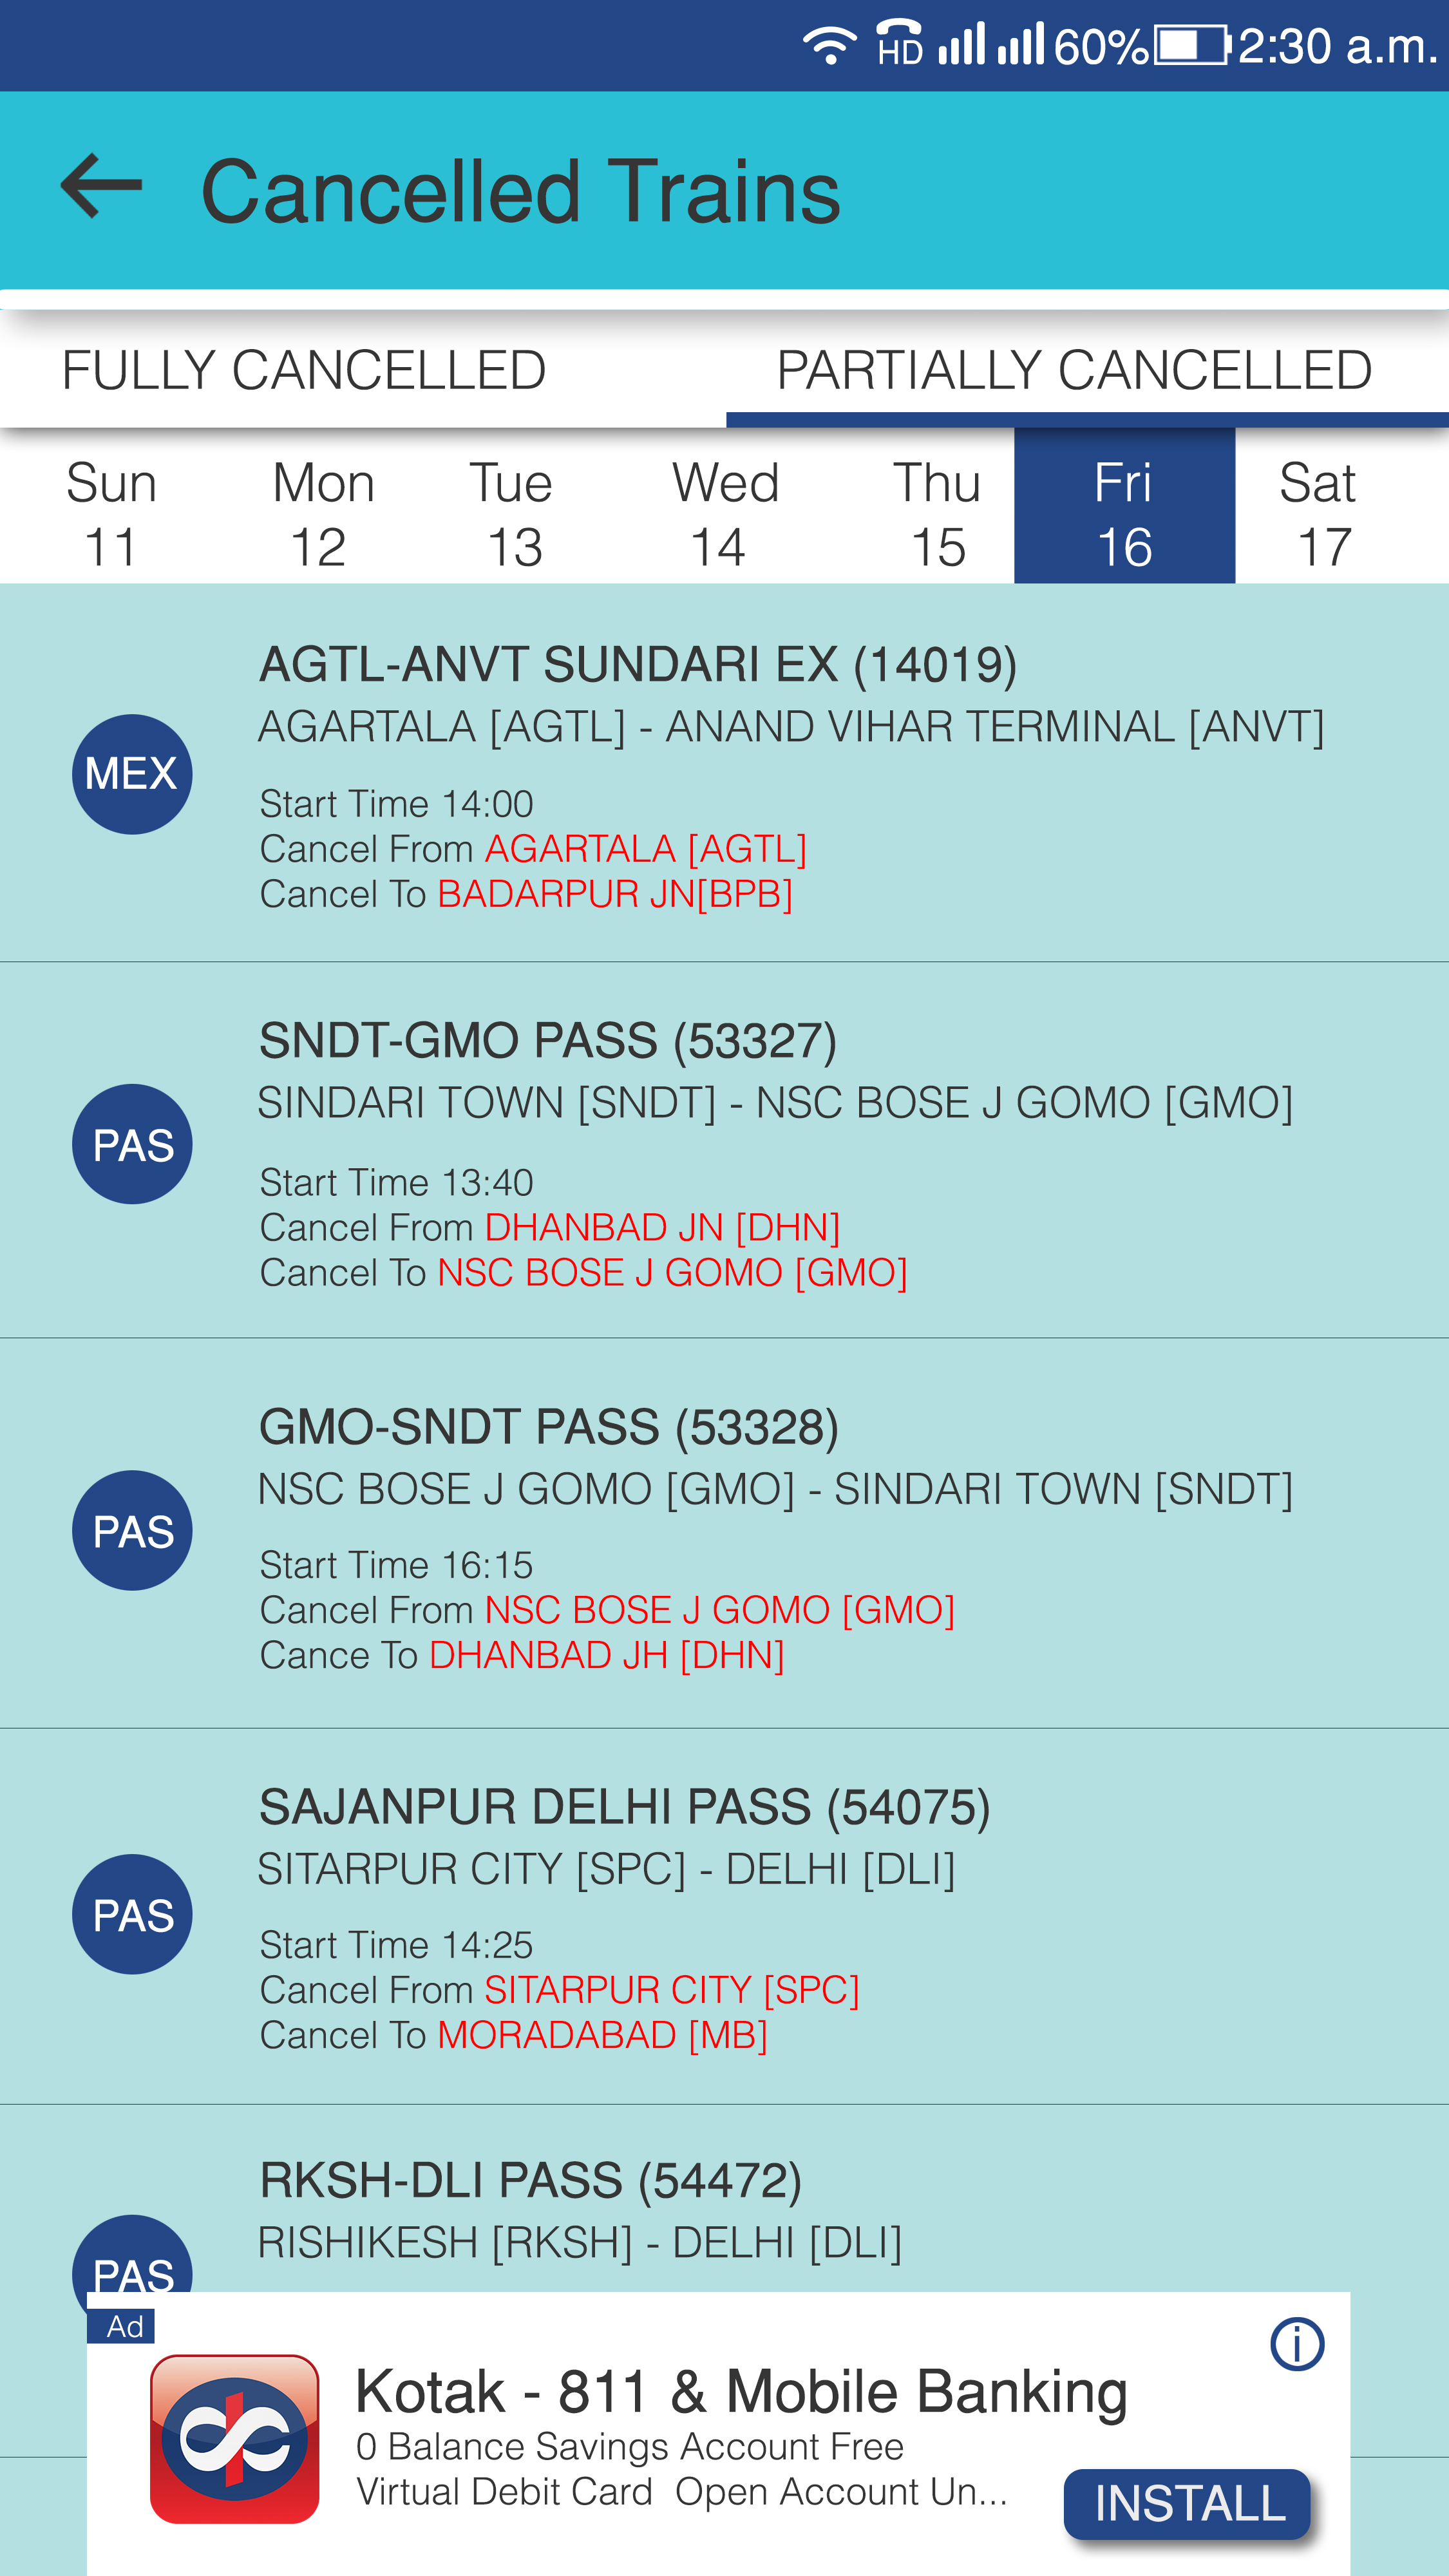 HD 60% 2:30 a.m.
Cancelled Trains
FULLY CANCELLED PARTIALLY CANCELLED
Sun Mon Tue Wed Thu Fri Sat
11 12 13 14 15 16 17
AGTL-ANVT SUNDARI EX (14019)
AGARTALA [AGTL] - ANAND VIHAR TERMINAL [ANVT]
MEX
Start Time 14:00
Cancel From AGARTALA [AGTL]
Cancel To BADARPUR JN[BPB]
SNDT-GMO PASS (53327)
SINDARI TOWN [SNDT] - NSC BOSE J GOMO [GMO]
PAS
Start Time 13:40
Cancel From DHANBAD JN [DHN]
Cancel To NSC BOSE J GOMO [GMO]
GMO-SNDT PASS (53328)
NSC BOSE J GOMO [GMO] - SINDARI TOWN [SNDT]
PAS
Start Time 16:15
Cancel From NSC BOSE J GOMO [GMO]
Cance To DHANBAD JH [DHN]
SAJANPUR DELHI PASS (54075)
SITARPUR CITY [SPC] - DELHI [DLI]
PAS
Start Time 14:25
Cancel From SITARPUR CITY [SPC]
Cancel To MORADABAD [MB]
RKSH-DLI PASS (54472)
RISHIKESH [RKSH] - DELHI [DLI]
PAS
Ad
Kotak - 811 & Mobile Banking
0 Balance Savings Account Free
Virtual Debit Card Open Account Un...
INSTALL